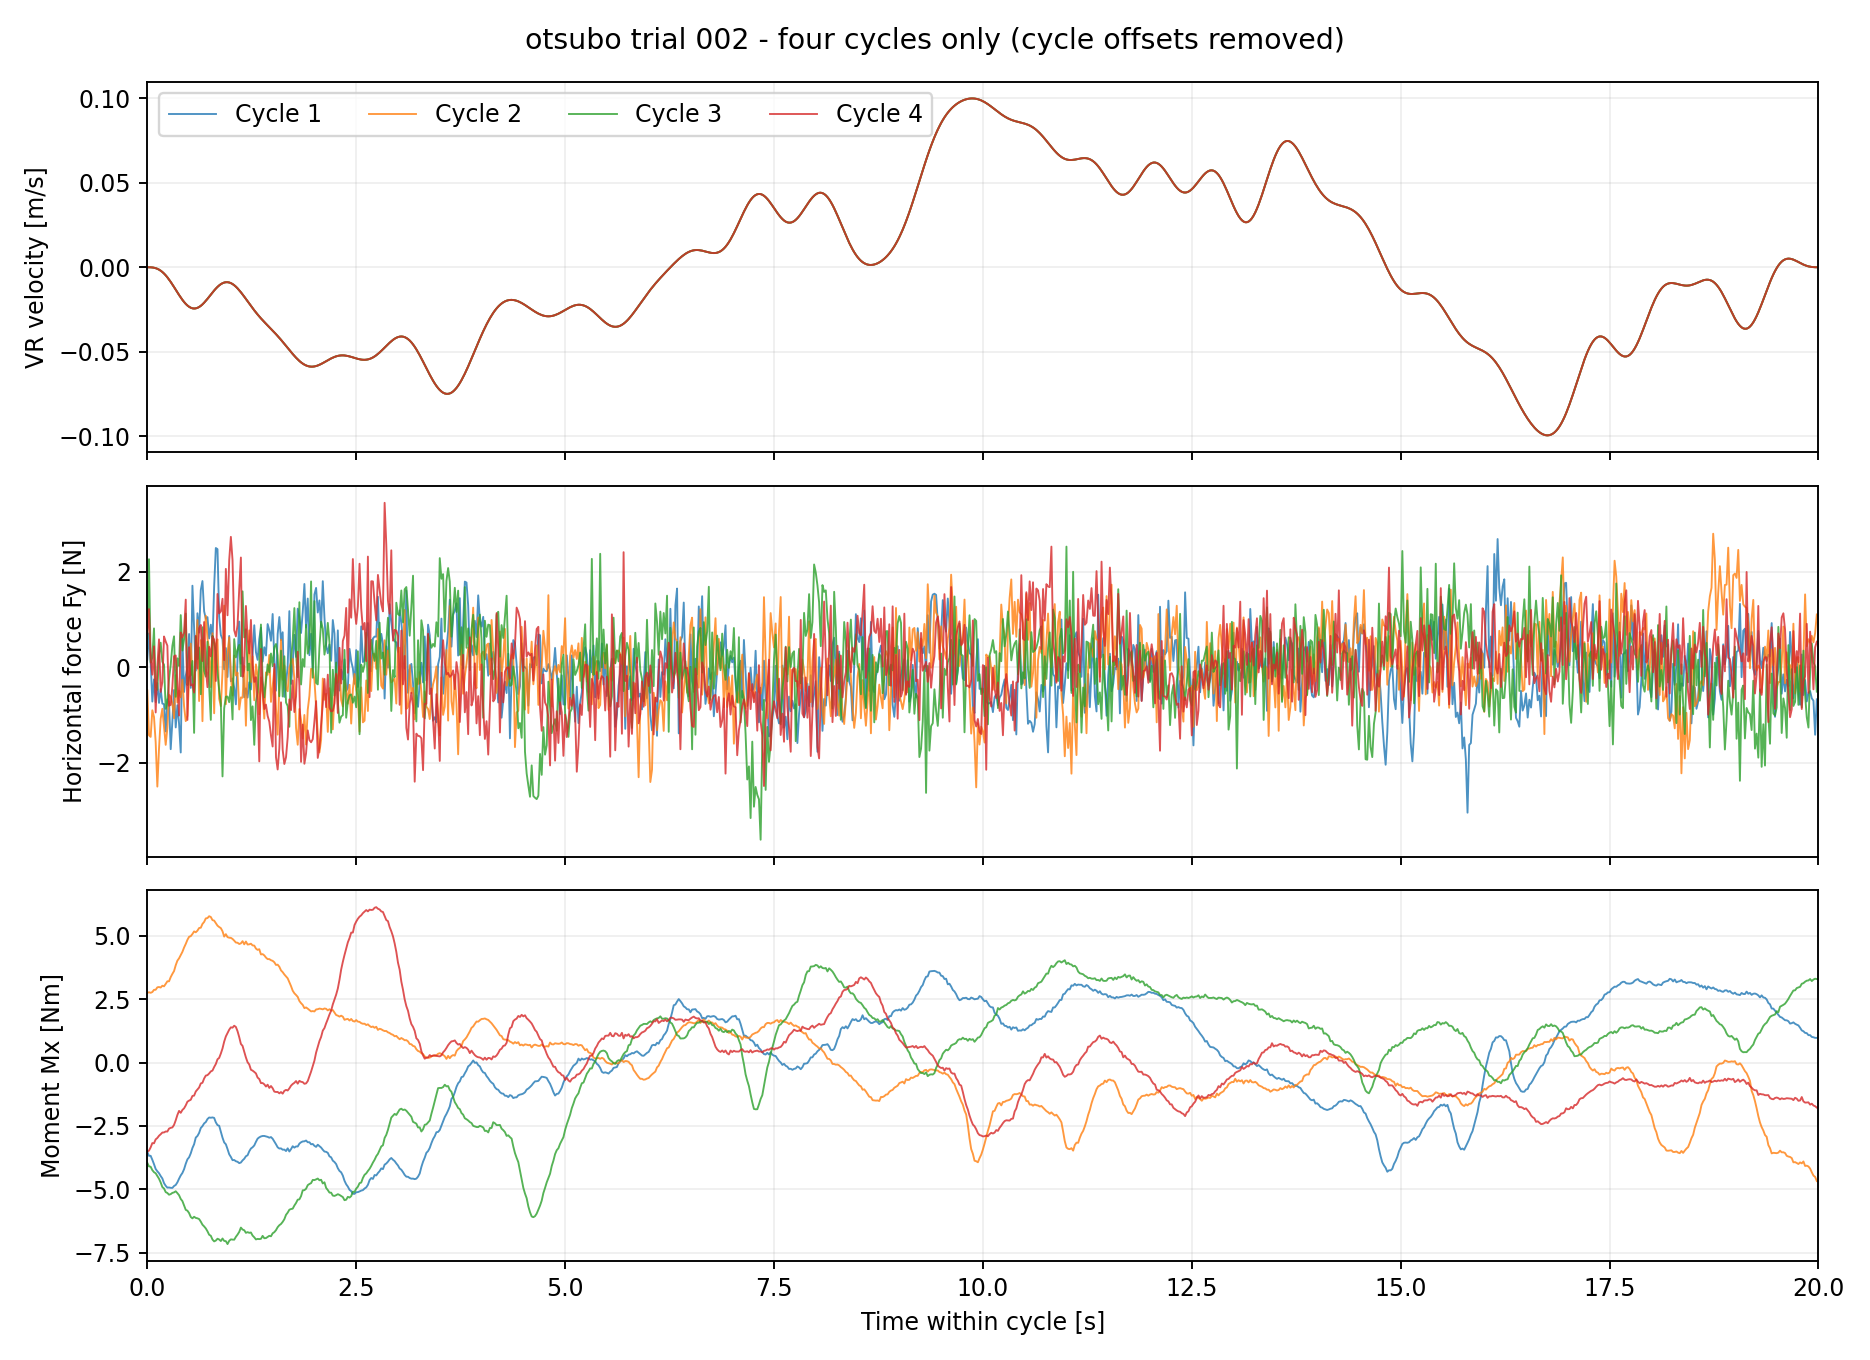 otsubo trial 002 - four cycles only (cycle offsets removed)
Cycle 1 Cycle 2 Cycle 3 Cycle 4
VR velocity [m/s]
0.10
0.05
0.00
−0.05
−0.10
Horizontal force Fy [N]
2
0
−2
Moment Mx [Nm]
5.0
2.5
0.0
−2.5
−5.0
−7.5
0.0 2.5 5.0 7.5 10.0 12.5 15.0 17.5 20.0
Time within cycle [s]